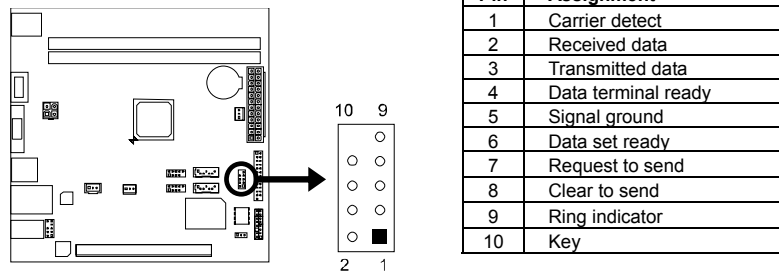 10 9
2 1
Pin Assignment
1 Carrier detect
2 Received data
3 Transmitted data
4 Data terminal ready
5 Signal ground
6 Data set ready
7 Request to send
8 Clear to send
9 Ring indicator
10 Key